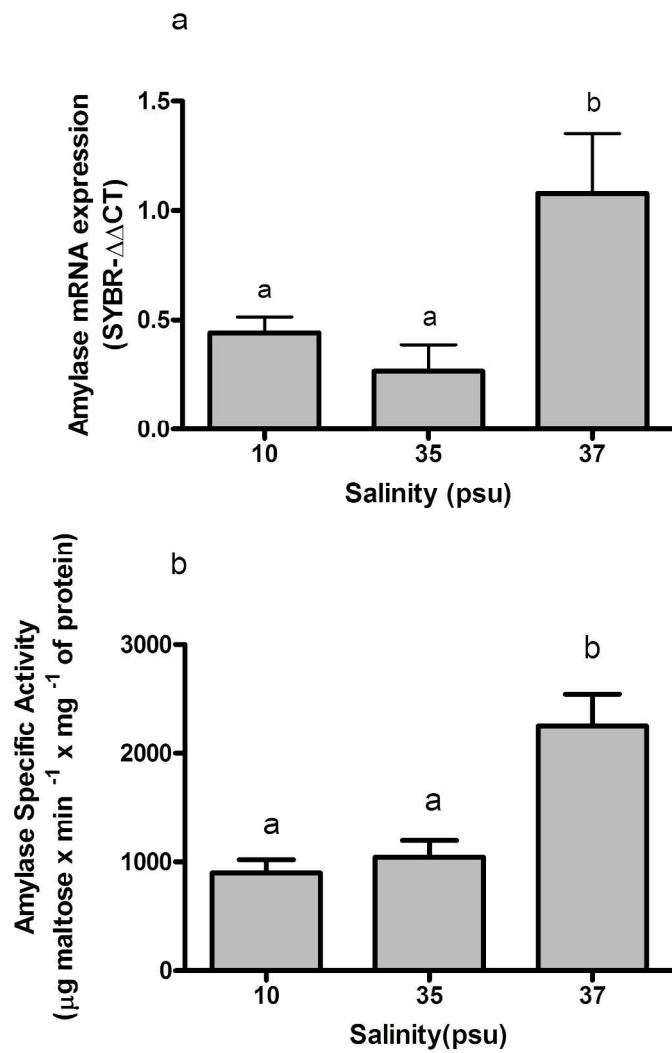 a
Amylase mRNA expression
(SYBR-ΔΔCT)
1.5
1.0
0.5
0.0
a
a
b
10 35 37
Salinity (psu)
b
Amylase Specific Activity
(µg maltose x min -1 x mg -1 of protein)
3000
2000
1000
0
a
a
b
10 35 37
Salinity(psu)